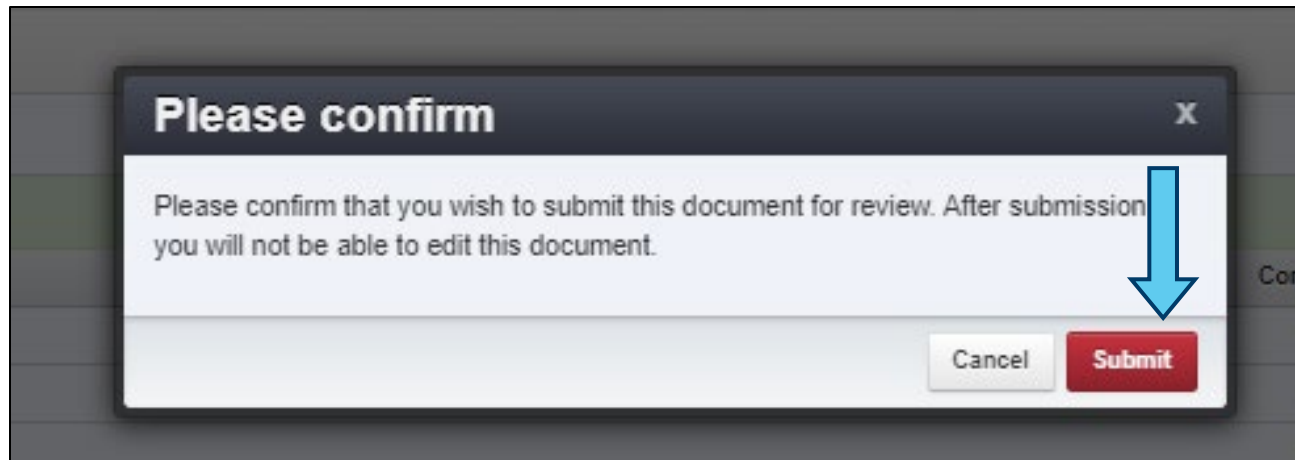 Please confirm
x
Please confirm that you wish to submit this document for review. After submission
you will not be able to edit this document.
Cancel
Submit